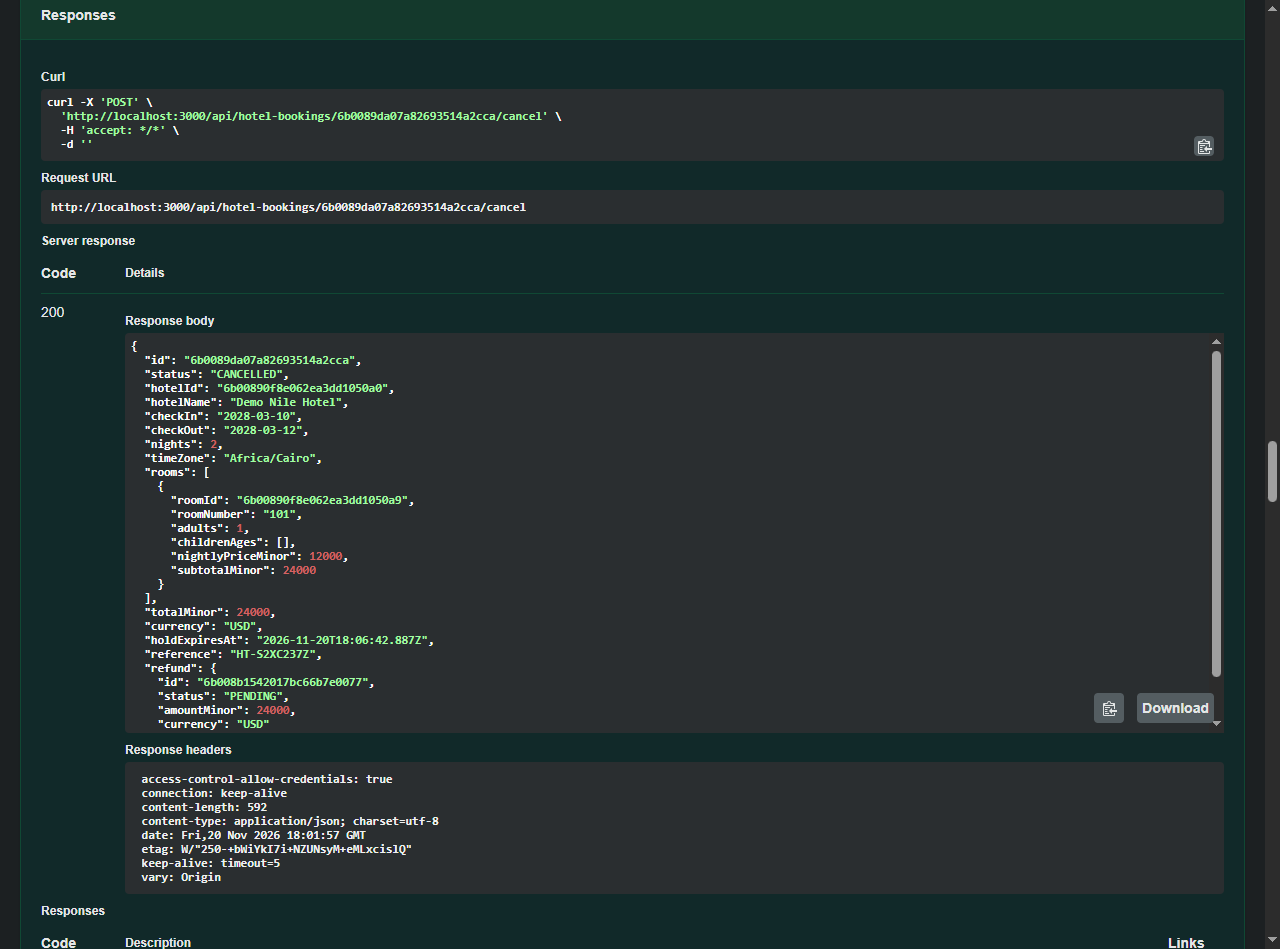 Responses
Curl
curl -X 'POST' \
  'http://localhost:3000/api/hotel-bookings/6b0089da07a82693514a2cca/cancel' \
  -H 'accept: */*' \
  -d ''
Request URL
http://localhost:3000/api/hotel-bookings/6b0089da07a82693514a2cca/cancel
Server response
Code Details
200
Response body
{
  "id": "6b0089da07a82693514a2cca",
  "status": "CANCELLED",
  "hotelId": "6b00890f8e062ea3dd1050a0",
  "hotelName": "Demo Nile Hotel",
  "checkIn": "2028-03-10",
  "checkOut": "2028-03-12",
  "nights": 2,
  "timeZone": "Africa/Cairo",
  "rooms": [
    {
      "roomId": "6b00890f8e062ea3dd1050a9",
      "roomNumber": "101",
      "adults": 1,
      "childrenAges": [],
      "nightlyPriceMinor": 12000,
      "subtotalMinor": 24000
    }
  ],
  "totalMinor": 24000,
  "currency": "USD",
  "holdExpiresAt": "2026-11-20T18:06:42.887Z",
  "reference": "HT-S2XC237Z",
  "refund": {
    "id": "6b008b1542017bc66b7e0077",
    "status": "PENDING",
    "amountMinor": 24000,
    "currency": "USD"
Download
Response headers
access-control-allow-credentials: true
connection: keep-alive
content-length: 592
content-type: application/json; charset=utf-8
date: Fri,20 Nov 2026 18:01:57 GMT
etag: W/"250-+bWiYkI7i+NZUNsyM+eMLxcislQ"
keep-alive: timeout=5
vary: Origin
Responses
Code Description Links